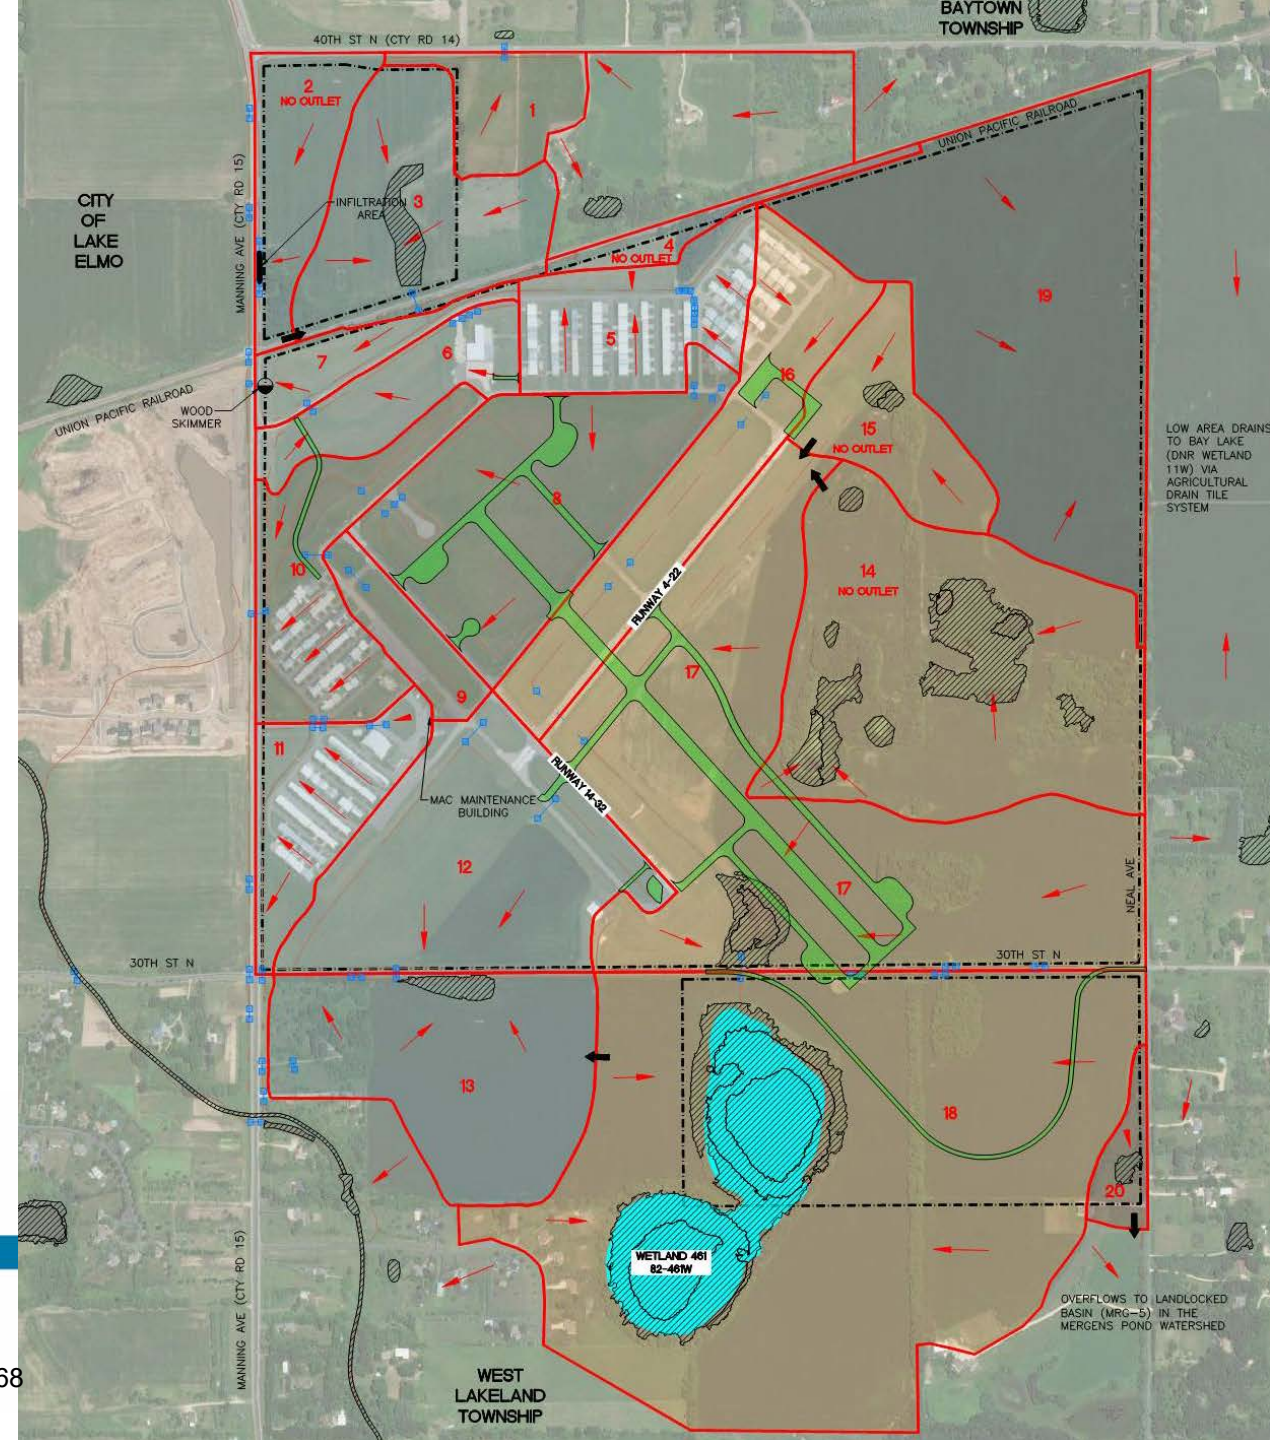 BAYTOWN
TOWNSHIP
40TH ST N (CTY RD 14)
2
NO OUTLET
1
UNION PACIFIC RAILROAD
MANNING AVE (CTY RD 15)
CITY
OF
LAKE
ELMO
INFILTRATION
AREA
3
4
NO OUTLET
19
7
6
5
16
UNION PACIFIC RAILROAD
WOOD
SKIMMER
15
NO OUTLET
LOW AREA DRAINS
TO BAY LAKE
(DNR WETLAND
11W) VIA
AGRICULTURAL
DRAIN TILE
SYSTEM
8
10
RUNWAY 4-22
14
NO OUTLET
17
9
11
RUNWAY 14-32
MAC MAINTENANCE
BUILDING
12
17
NEAL AVE
30TH ST N
30TH ST N
13
18
20
WETLAND 461
82-461W
MANNING AVE (CTY RD 15)
OVERFLOWS TO LANDLOCKED
BASIN (MRG-5) IN THE
MERGENS POND WATERSHED
68
WEST
LAKELAND
TOWNSHIP